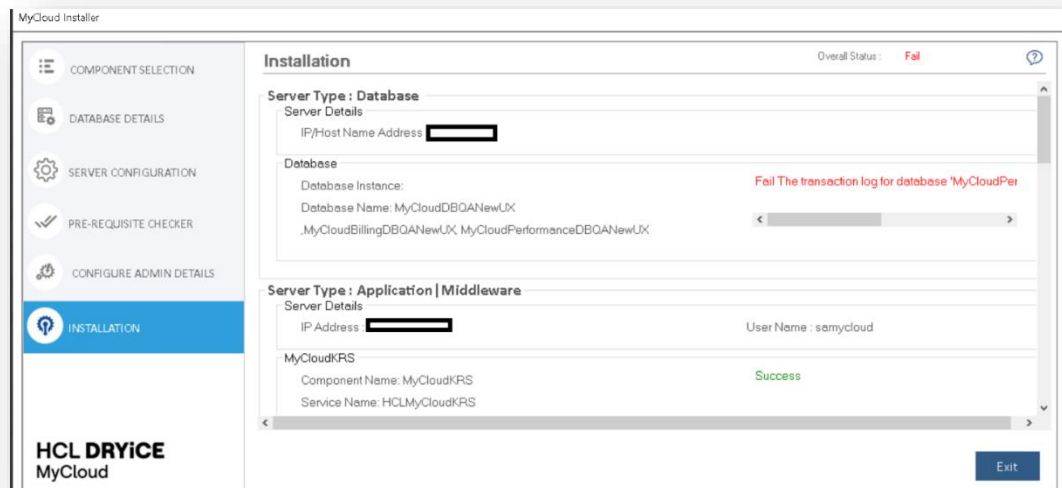 MyCloud Installer
COMPONENT SELECTION
DATABASE DETAILS
SERVER CONFIGURATION
PRE-REQUISITE CHECKER
CONFIGURE ADMIN DETAILS
INSTALLATION
HCL DRYiCE
MyCloud
Installation
Overall Status : Fail
Server Type : Database
Server Details
IP/Host Name Address
Database
Database Instance:
Fail The transaction log for database 'MyCloudPer
Database Name: MyCloudDBQANewUX
,MyCloudBillingDBQANewUX, MyCloudPerformanceDBQANewUX
Server Type : Application | Middleware
Server Details
IP Address :
User Name : samycloud
MyCloudKRS
Component Name: MyCloudKRS
Success
Service Name: HCLMyCloudKRS
Exit